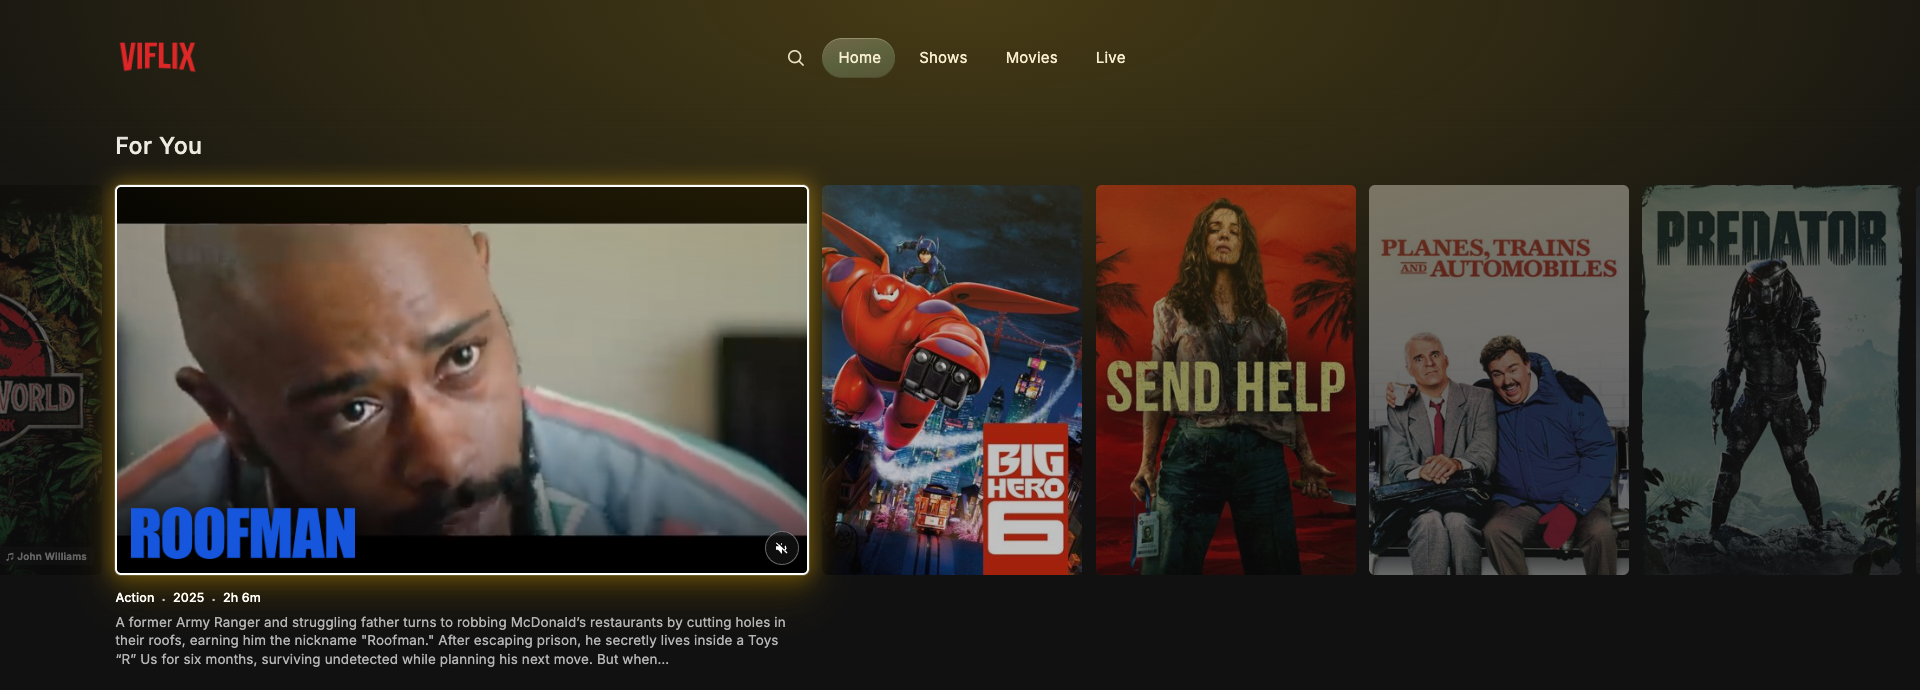 VIFLIX
Home
Shows
Movies
Live
For You
WORLD
RK
John Williams
ROOFMAN
BIG
HERO
6
SEND HELP
PLANES, TRAINS
AND AUTOMOBILES
PREDATOR
Action . 2025 . 2h 6m
A former Army Ranger and struggling father turns to robbing McDonald’s restaurants by cutting holes in
their roofs, earning him the nickname "Roofman." After escaping prison, he secretly lives inside a Toys
“R” Us for six months, surviving undetected while planning his next move. But when...